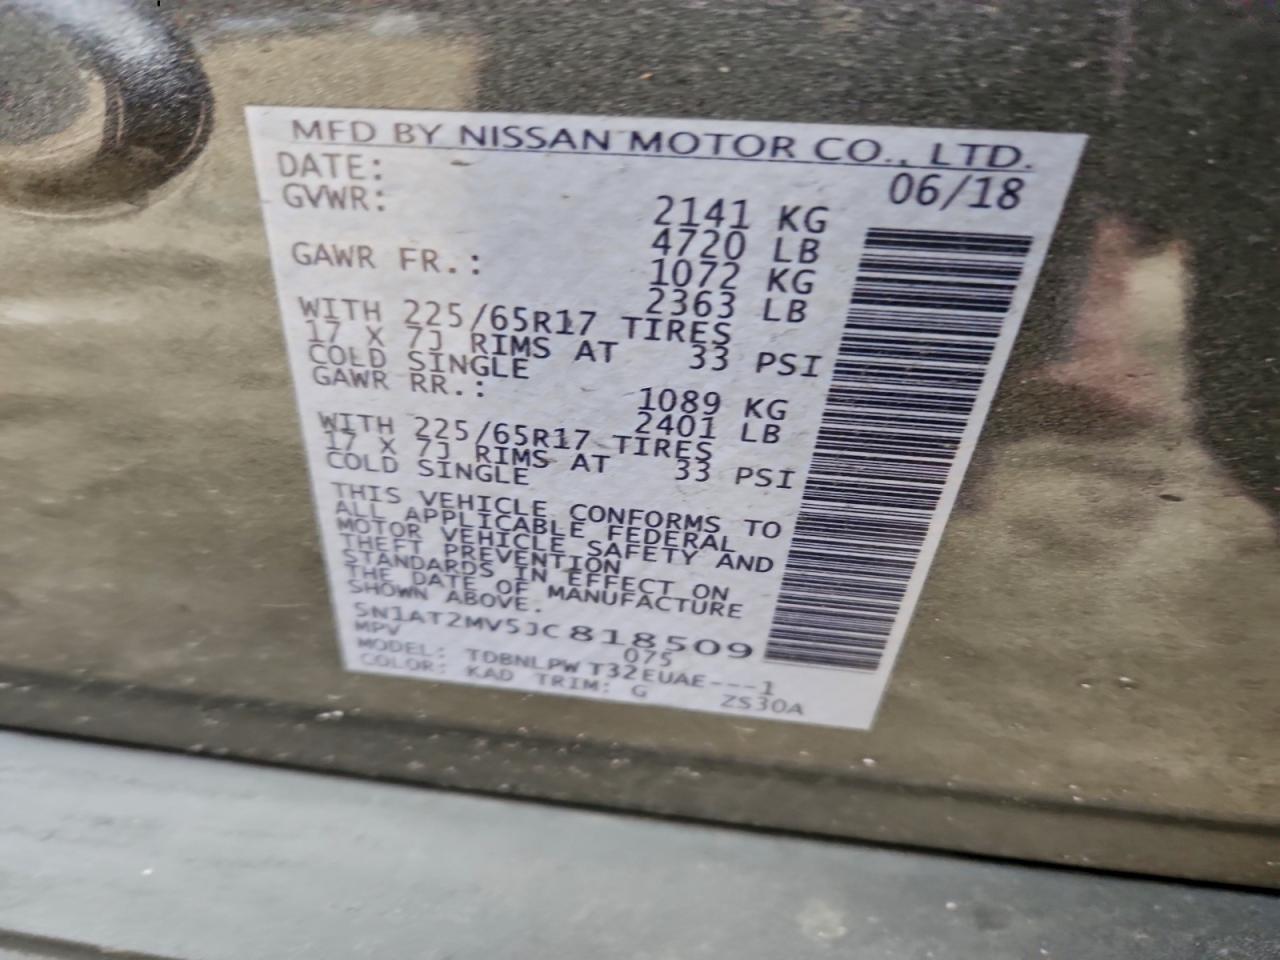 MFD BY NISSAN MOTOR CO., LTD.
DATE: 06/18
GVWR: 2141 KG
4720 LB
GAWR FR.: 1072 KG
2363 LB
WITH 225/65R17 TIRES
17 X 7J RIMS AT 33 PSI
COLD SINGLE
GAWR RR.: 1089 KG
2401 LB
WITH 225/65R17 TIRES
17 X 7J RIMS AT 33 PSI
COLD SINGLE
THIS VEHICLE CONFORMS TO
ALL APPLICABLE FEDERAL
MOTOR VEHICLE SAFETY AND
THEFT PREVENTION
STANDARDS IN EFFECT ON
THE DATE OF MANUFACTURE
SHOWN ABOVE.
5N1AT2MV5JC818509
MPV 075
MODEL: TDBNLPW T32EUAE---1
COLOR: KAD TRIM: G ZS30A